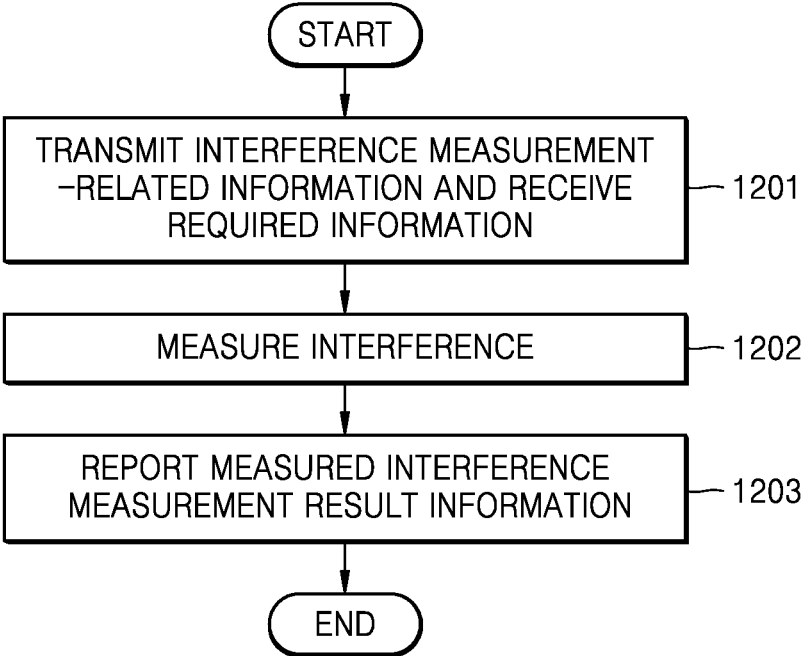 START
TRANSMIT INTERFERENCE MEASUREMENT
-RELATED INFORMATION AND RECEIVE
REQUIRED INFORMATION
1201
MEASURE INTERFERENCE
1202
REPORT MEASURED INTERFERENCE
MEASUREMENT RESULT INFORMATION
1203
END